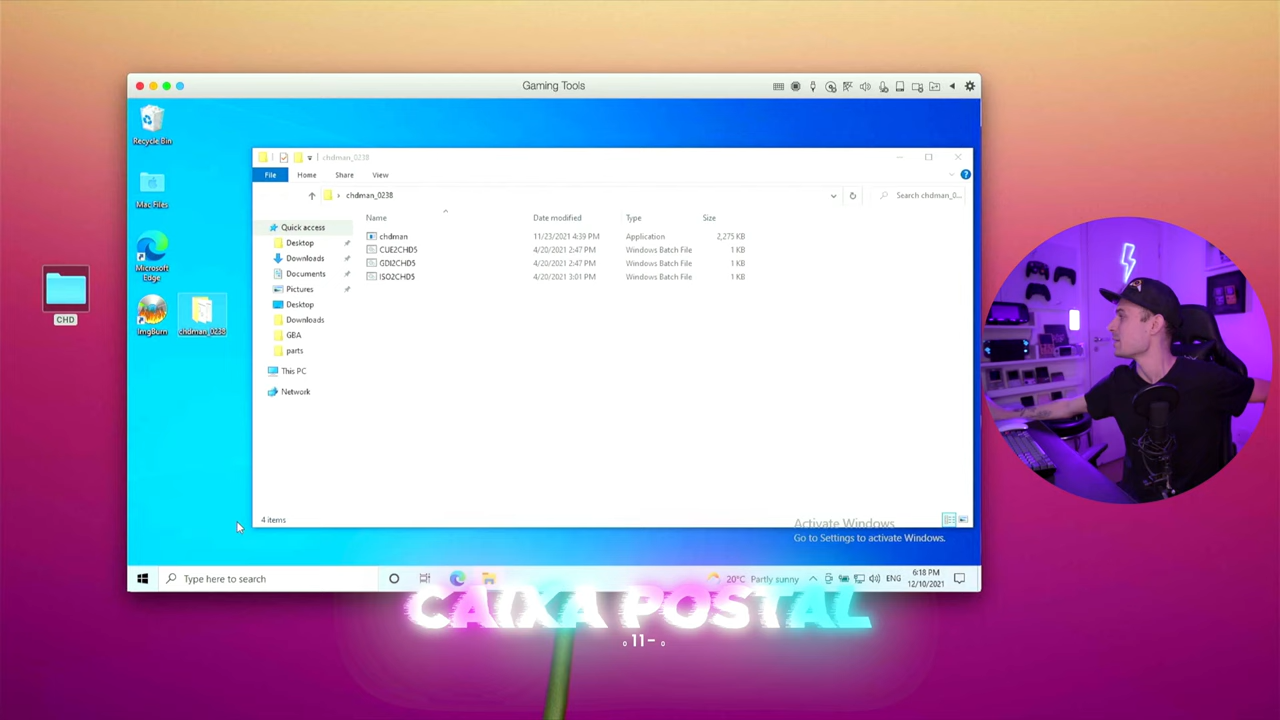 Gaming Tools
Recycle Bin
Mac Files
Microsoft Edge
ImgBurn
chdman_0238
CHD
chdman_0238
File Home Share View
chdman_0238
Search chdman_0...
Name Date modified Type Size
chdman 11/23/2021 4:39 PM Application 2,275 KB
CUE2CHD5 4/20/2021 2:47 PM Windows Batch File 1 KB
GDI2CHD5 4/20/2021 2:47 PM Windows Batch File 1 KB
ISO2CHD5 4/20/2021 3:01 PM Windows Batch File 1 KB
Quick access
Desktop
Downloads
Documents
Pictures
Desktop
Downloads
GBA
parts
This PC
Network
4 items
Activate Windows
Go to Settings to activate Windows.
Type here to search
20°C Partly sunny
ENG
6:18 PM
12/10/2021
CAIXA POSTAL
11-